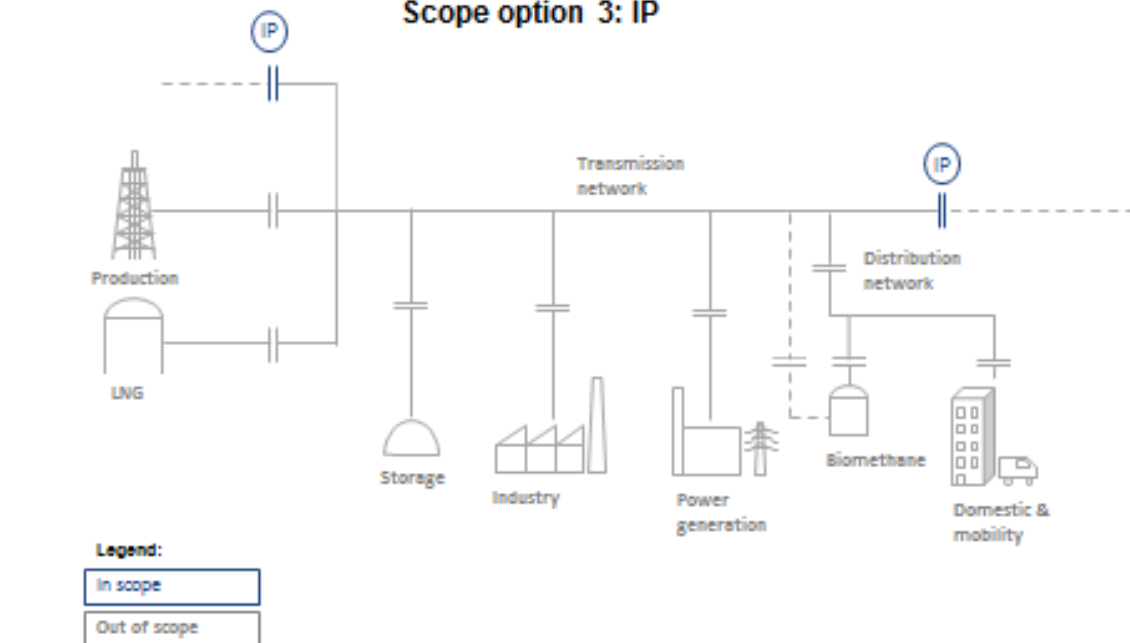 Scope option 3: IP
IP
Transmission
network
IP
Production
Distribution
network
LNG
Storage
Industry
Power
generation
Biomethane
Domestic &
mobility
Legend:
In scope
Out of scope